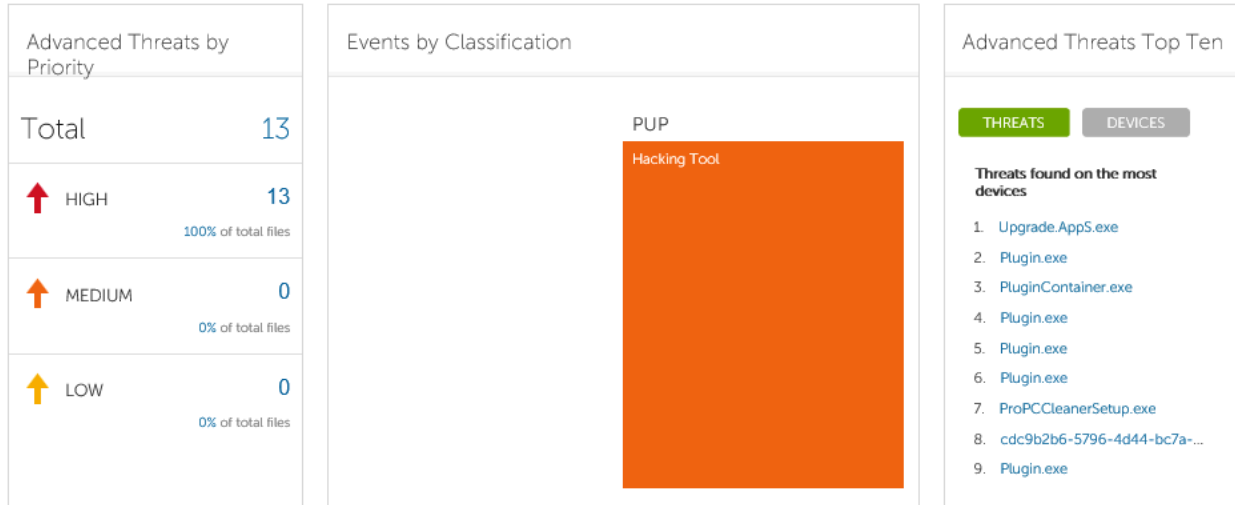 Advanced Threats by
Priority
Total 13
HIGH 13
100% of total files
MEDIUM 0
0% of total files
LOW 0
0% of total files
Events by Classification
PUP
Hacking Tool
Advanced Threats Top Ten
THREATS DEVICES
Threats found on the most
devices
1. Upgrade.AppS.exe
2. Plugin.exe
3. PluginContainer.exe
4. Plugin.exe
5. Plugin.exe
6. Plugin.exe
7. ProPCCleanerSetup.exe
8. cdc9b2b6-5796-4d44-bc7a-...
9. Plugin.exe